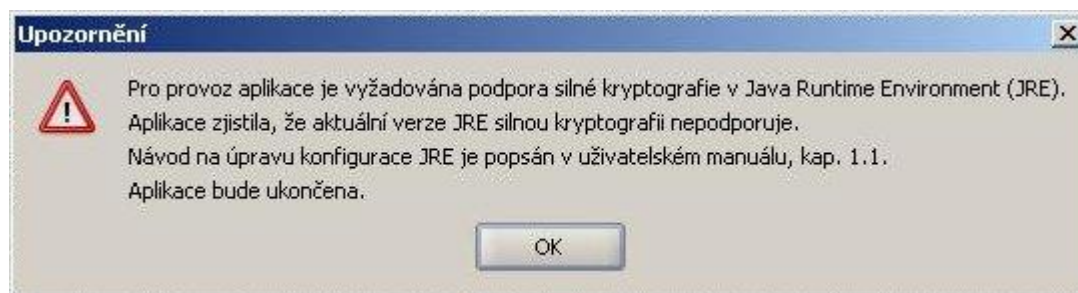 Upozornění
Pro provoz aplikace je vyžadována podpora silné kryptografie v Java Runtime Environment (JRE).
Aplikace zjistila, že aktuální verze JRE silnou kryptografii nepodporuje.
Návod na úpravu konfigurace JRE je popsán v uživatelském manuálu, kap. 1.1.
Aplikace bude ukončena.
OK